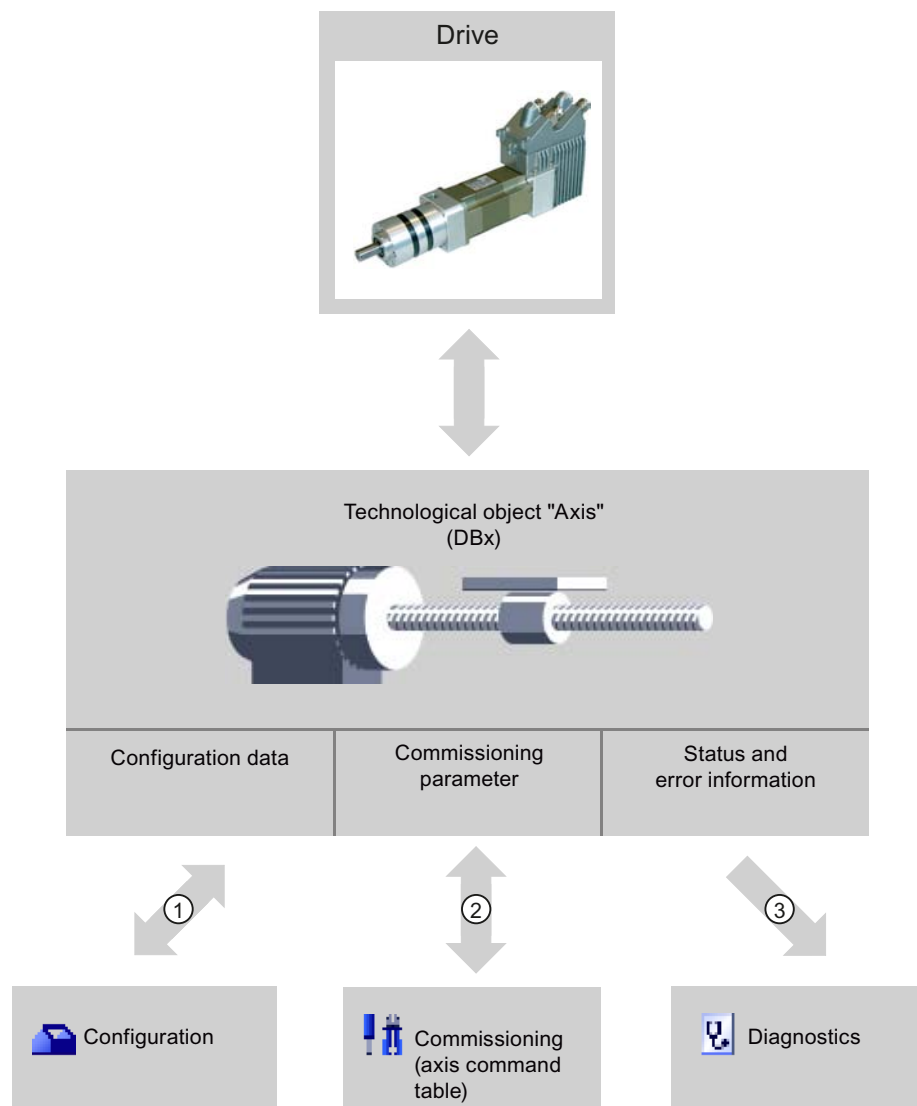 Drive
Technological object "Axis"
(DBx)
Configuration data
Commissioning
parameter
Status and
error information
1
2
3
Configuration
Commissioning
(axis command
table)
Diagnostics